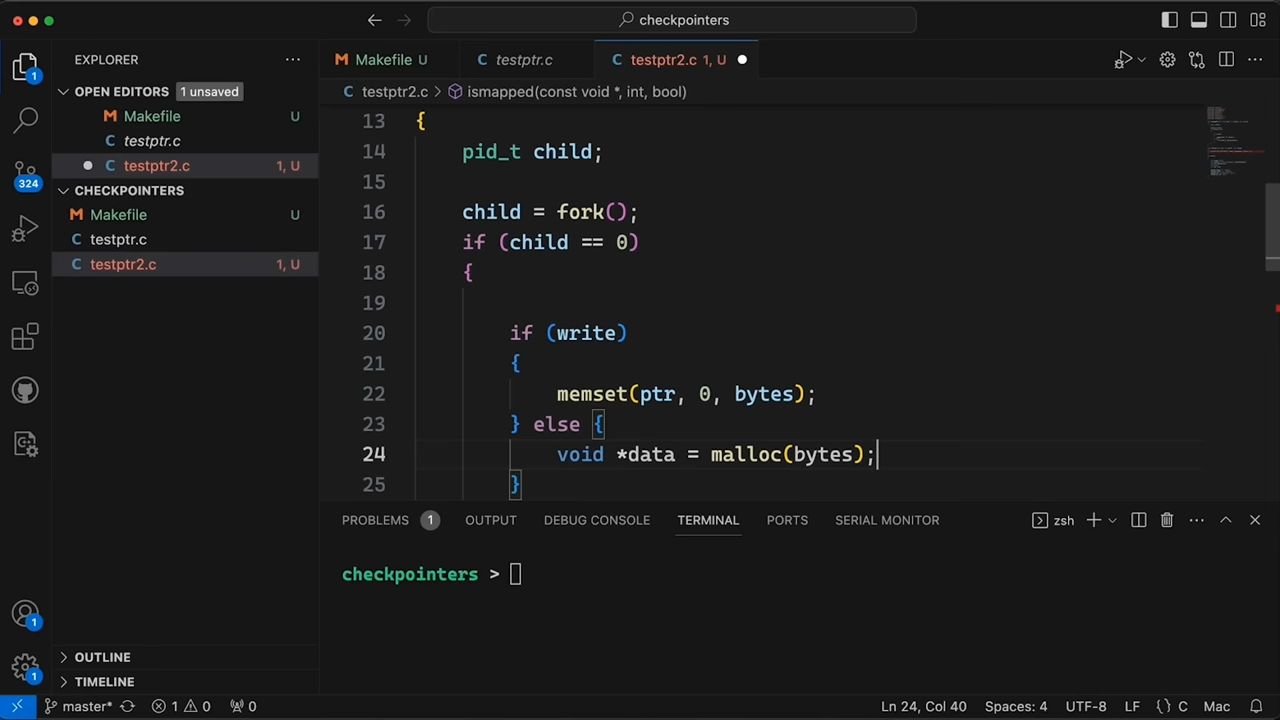 checkpointers
EXPLORER
OPEN EDITORS 1 unsaved
Makefile U
testptr.c
testptr2.c 1, U
CHECKPOINTERS
Makefile U
testptr.c
testptr2.c 1, U
OUTLINE
TIMELINE
1
324
1
1
Makefile U
testptr.c
testptr2.c 1, U
testptr2.c > ismapped(const void *, int, bool)
13 {
14 pid_t child;
15
16 child = fork();
17 if (child == 0)
18 {
19
20 if (write)
21 {
22 memset(ptr, 0, bytes);
23 } else {
24 void *data = malloc(bytes);
25 }
PROBLEMS 1 OUTPUT DEBUG CONSOLE TERMINAL PORTS SERIAL MONITOR zsh
checkpointers >
master* 1 0 0 Ln 24, Col 40 Spaces: 4 UTF-8 LF {} C Mac